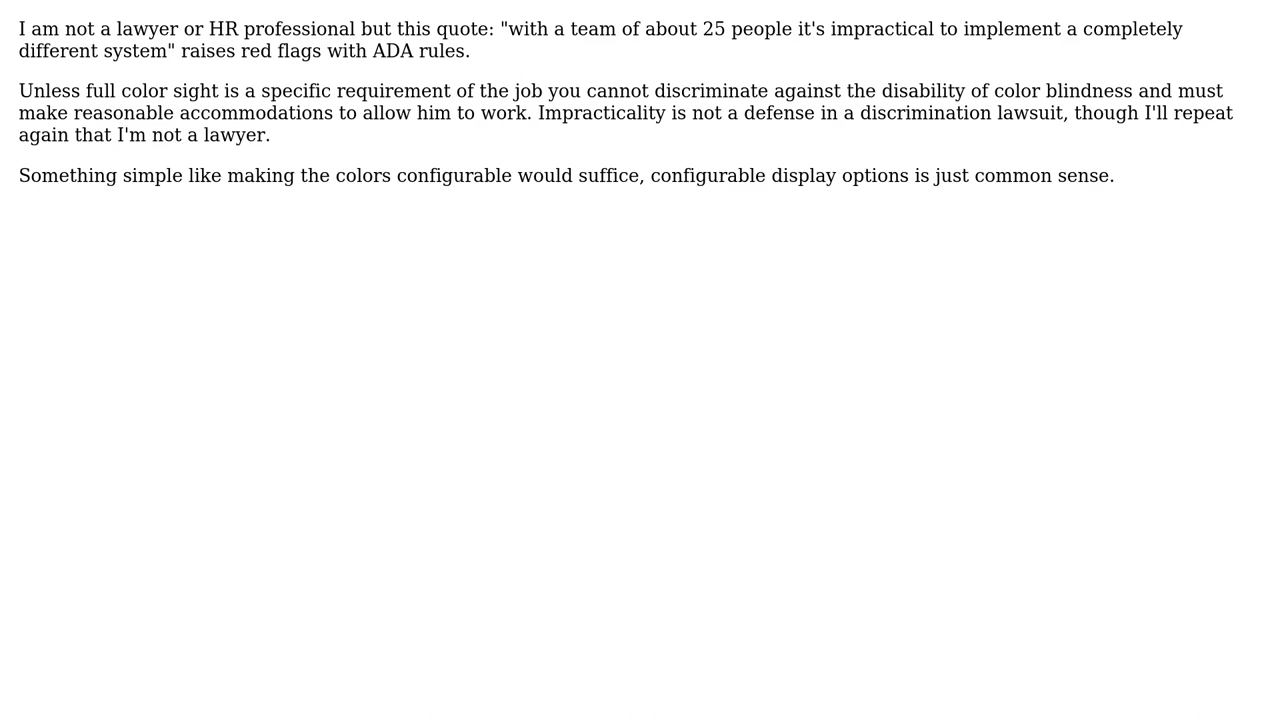 I am not a lawyer or HR professional but this quote: "with a team of about 25 people it's impractical to implement a completely
different system" raises red flags with ADA rules.
Unless full color sight is a specific requirement of the job you cannot discriminate against the disability of color blindness and must
make reasonable accommodations to allow him to work. Impracticality is not a defense in a discrimination lawsuit, though I'll repeat
again that I'm not a lawyer.
Something simple like making the colors configurable would suffice, configurable display options is just common sense.